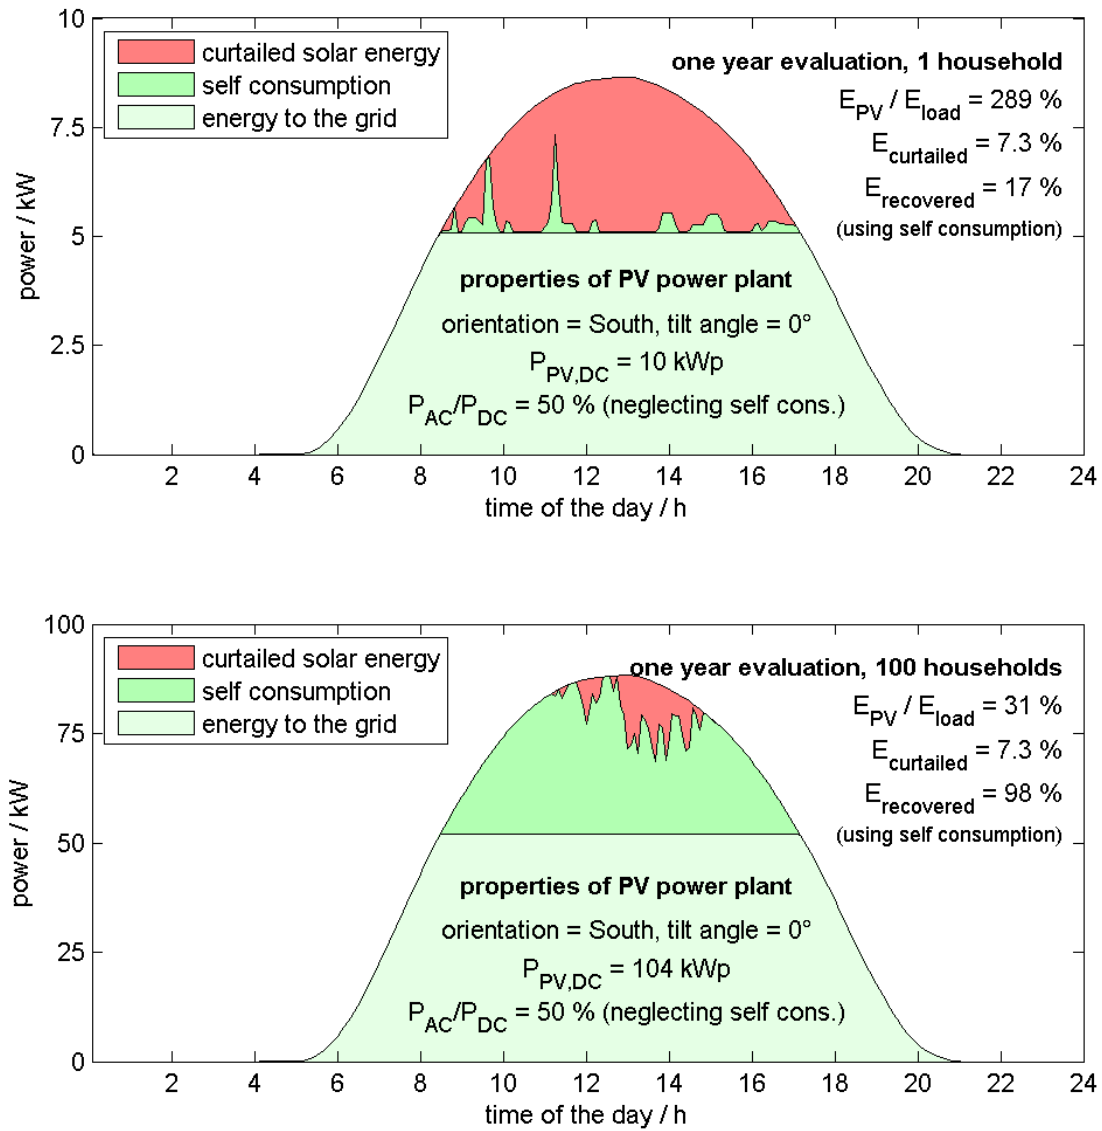 10
7.5
5
2.5
0
power / kW
curtailed solar energy
self consumption
energy to the grid
one year evaluation, 1 household
E_PV / E_load = 289 %
E_curtailed = 7.3 %
E_recovered = 17 %
(using self consumption)
properties of PV power plant
orientation = South, tilt angle = 0°
P_PV,DC = 10 kWp
P_AC/P_DC = 50 % (neglecting self cons.)
2 4 6 8 10 12 14 16 18 20 22 24
time of the day / h
100
75
50
25
0
power / kW
curtailed solar energy
self consumption
energy to the grid
one year evaluation, 100 households
E_PV / E_load = 31 %
E_curtailed = 7.3 %
E_recovered = 98 %
(using self consumption)
properties of PV power plant
orientation = South, tilt angle = 0°
P_PV,DC = 104 kWp
P_AC/P_DC = 50 % (neglecting self cons.)
2 4 6 8 10 12 14 16 18 20 22 24
time of the day / h